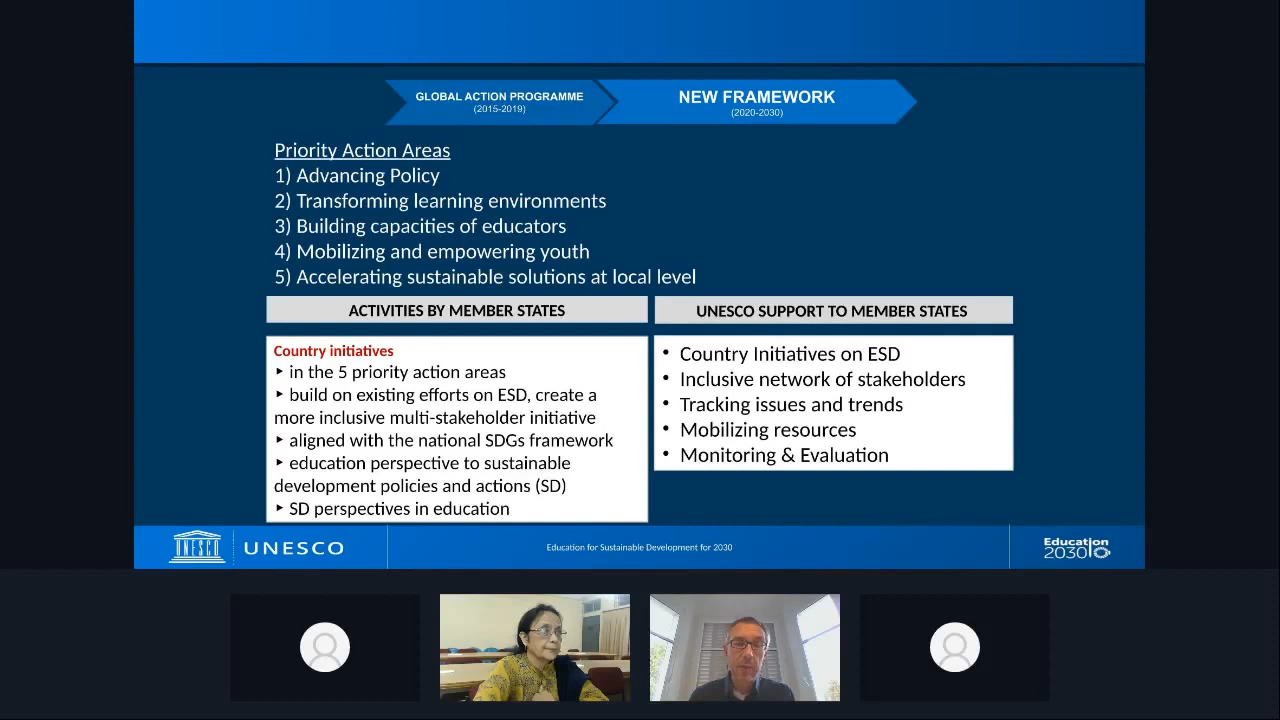 GLOBAL ACTION PROGRAMME
(2015-2019)
NEW FRAMEWORK
(2020-2030)
Priority Action Areas
1) Advancing Policy
2) Transforming learning environments
3) Building capacities of educators
4) Mobilizing and empowering youth
5) Accelerating sustainable solutions at local level
ACTIVITIES BY MEMBER STATES
Country initiatives
‣ in the 5 priority action areas
‣ build on existing efforts on ESD, create a
more inclusive multi-stakeholder initiative
‣ aligned with the national SDGs framework
‣ education perspective to sustainable
development policies and actions (SD)
‣ SD perspectives in education
UNESCO SUPPORT TO MEMBER STATES
• Country Initiatives on ESD
• Inclusive network of stakeholders
• Tracking issues and trends
• Mobilizing resources
• Monitoring & Evaluation
UNESCO
UNESCO
Education for Sustainable Development for 2030
Education
2030